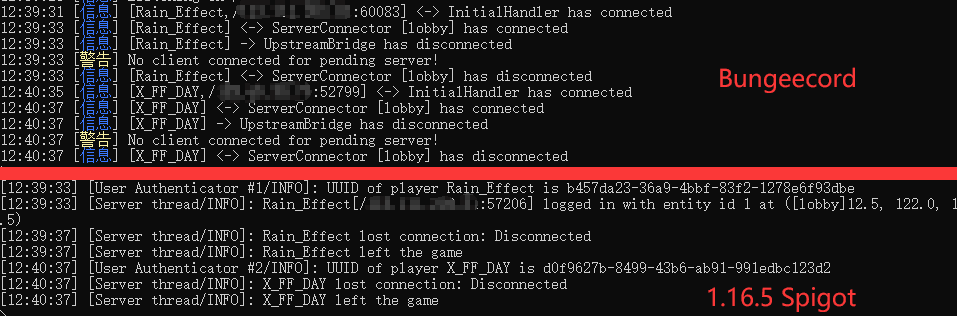 12:39:31 [信息] [Rain_Effect,/:60083] <-> InitialHandler has connected
12:39:33 [信息] [Rain_Effect] <-> ServerConnector [lobby] has connected
12:39:33 [信息] [Rain_Effect] -> UpstreamBridge has disconnected
12:39:33 [警告] No client connected for pending server!
12:39:33 [信息] [Rain_Effect] <-> ServerConnector [lobby] has disconnected
12:40:35 [信息] [X_FF_DAY,/:52799] <-> InitialHandler has connected
12:40:37 [信息] [X_FF_DAY] <-> ServerConnector [lobby] has connected
12:40:37 [信息] [X_FF_DAY] -> UpstreamBridge has disconnected
12:40:37 [警告] No client connected for pending server!
12:40:37 [信息] [X_FF_DAY] <-> ServerConnector [lobby] has disconnected
Bungeecord
[12:39:33] [User Authenticator #1/INFO]: UUID of player Rain_Effect is b457da23-36a9-4bbf-83f2-1278e6f93dbe
[12:39:33] [Server thread/INFO]: Rain_Effect[/:57206] logged in with entity id 1 at ([lobby]12.5, 122.0, 1
.5)
[12:39:37] [Server thread/INFO]: Rain_Effect lost connection: Disconnected
[12:39:37] [Server thread/INFO]: Rain_Effect left the game
[12:40:37] [User Authenticator #2/INFO]: UUID of player X_FF_DAY is d0f9627b-8499-43b6-ab91-991edbc123d2
[12:40:37] [Server thread/INFO]: X_FF_DAY lost connection: Disconnected
[12:40:37] [Server thread/INFO]: X_FF_DAY left the game
1.16.5 Spigot